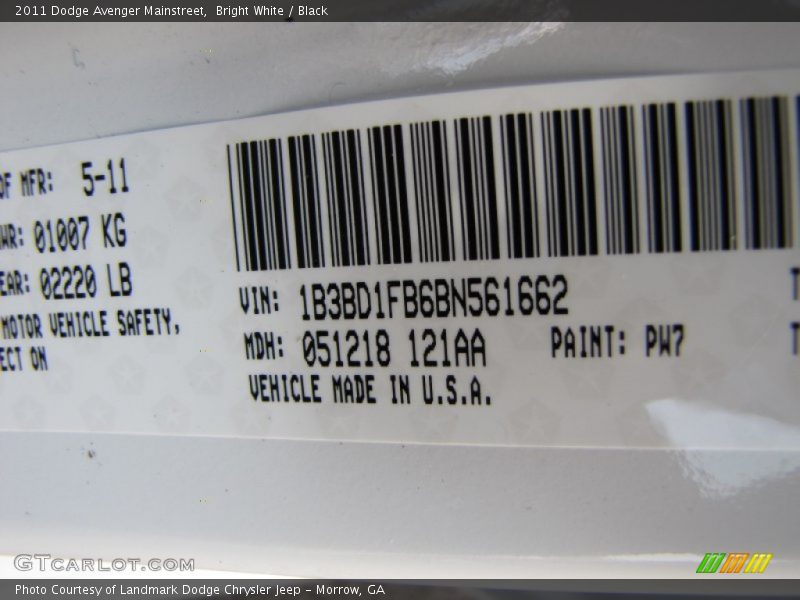 2011 Dodge Avenger Mainstreet, Bright White / Black
OF MFR: 5-11
WR: 01007 KG
EAR: 02220 LB
MOTOR VEHICLE SAFETY,
ECT ON
VIN: 1B3BD1FB6BN561662
MDH: 051218 121AA PAINT: PW7
VEHICLE MADE IN U.S.A.
T
T
GTCARLOT.COM
Photo Courtesy of Landmark Dodge Chrysler Jeep – Morrow, GA